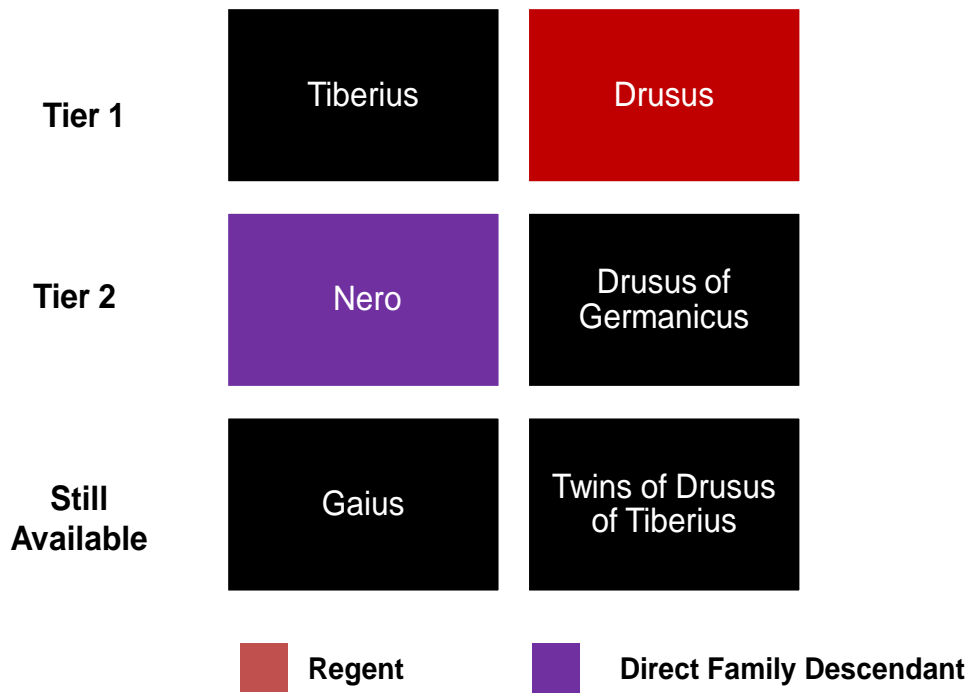 Tier 1
Tiberius
Drusus
Tier 2
Nero
Drusus of
Germanicus
Still
Available
Gaius
Twins of Drusus
of Tiberius
Regent
Direct Family Descendant